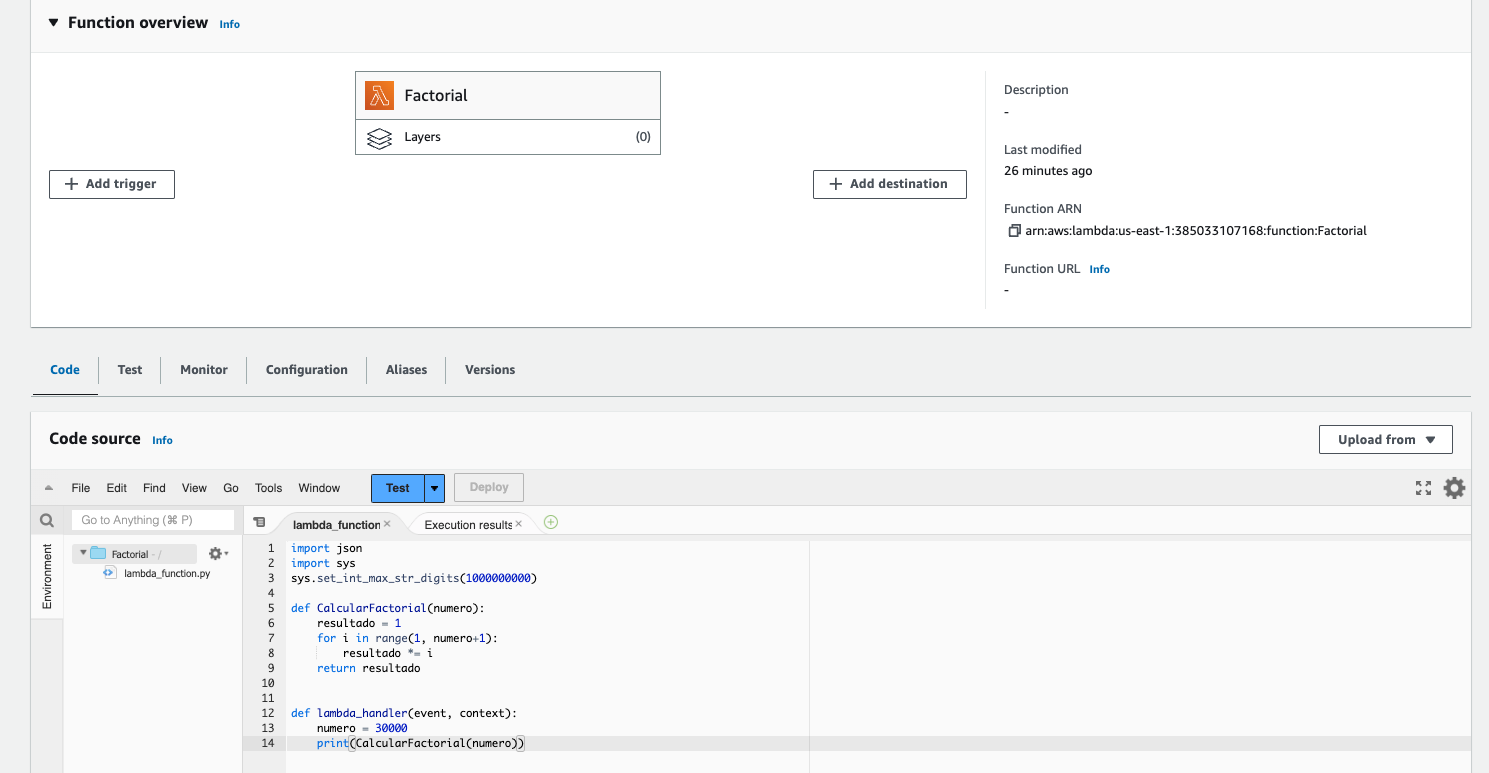 Function overview Info
Factorial
Layers (0)
+ Add trigger
+ Add destination
Description
-
Last modified
26 minutes ago
Function ARN
arn:aws:lambda:us-east-1:385033107168:function:Factorial
Function URL Info
-
Code Test Monitor Configuration Aliases Versions
Code source Info
Upload from
File Edit Find View Go Tools Window Test Deploy
Go to Anything (⌘ P)
lambda_function × Execution results ×
Environment
Factorial - /
lambda_function.py
1 import json
2 import sys
3 sys.set_int_max_str_digits(1000000000)
4
5 def CalcularFactorial(numero):
6     resultado = 1
7     for i in range(1, numero+1):
8         resultado *= i
9     return resultado
10
11
12 def lambda_handler(event, context):
13     numero = 30000
14     print(CalcularFactorial(numero))